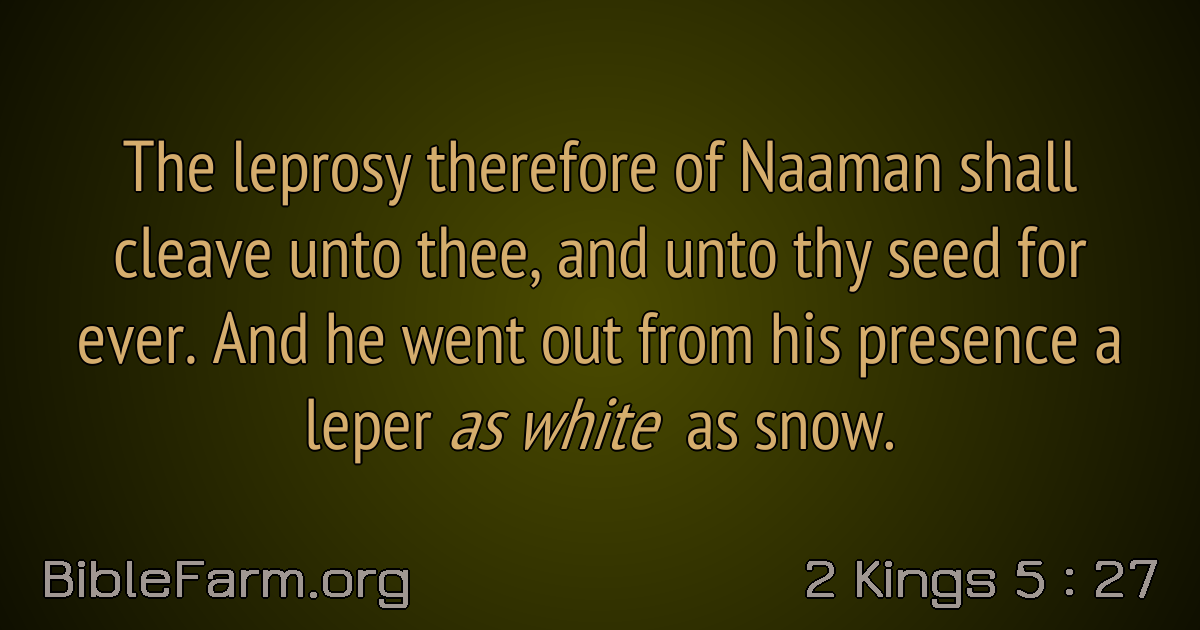 The leprosy therefore of Naaman shall
cleave unto thee, and unto thy seed for
ever. And he went out from his presence a
leper as white as snow.
BibleFarm.org
2 Kings 5 : 27